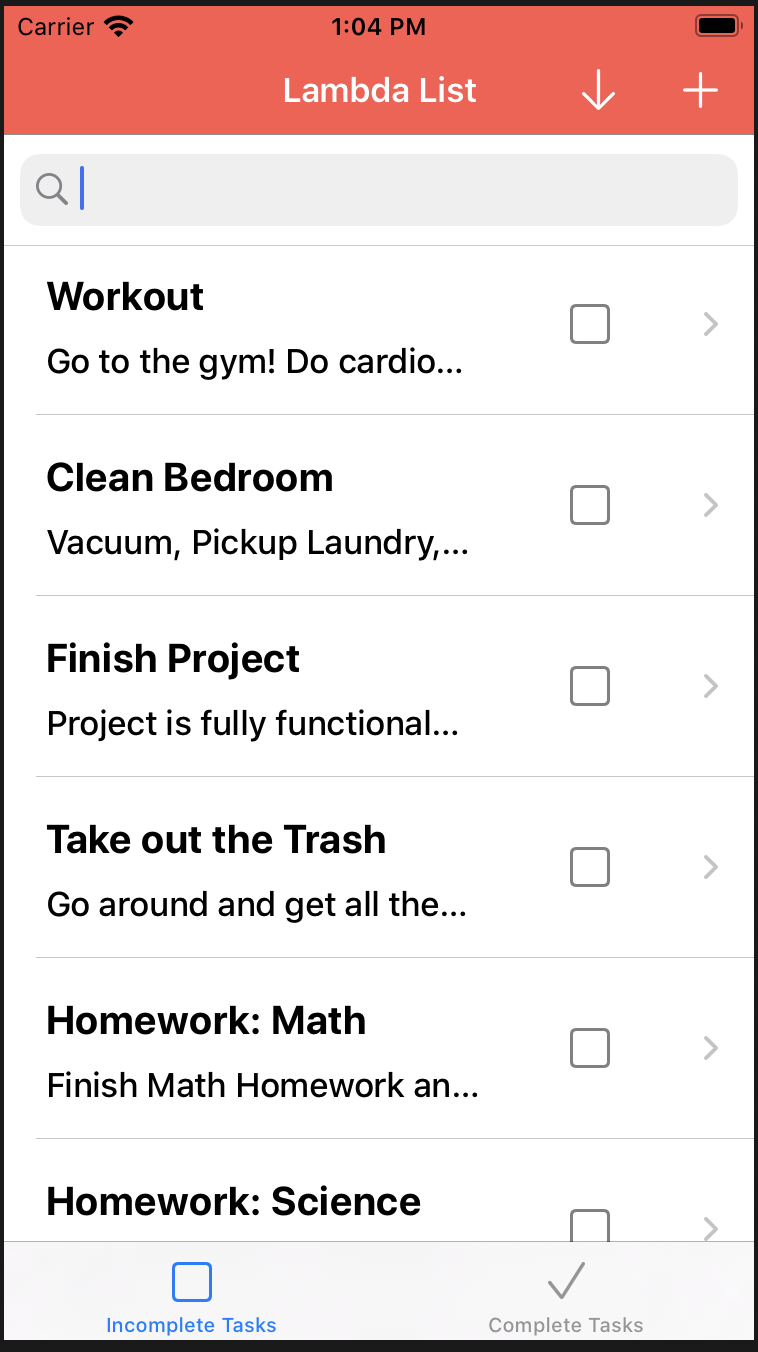 Carrier 1:04 PM
Lambda List
Workout
Go to the gym! Do cardio...
Clean Bedroom
Vacuum, Pickup Laundry,...
Finish Project
Project is fully functional...
Take out the Trash
Go around and get all the...
Homework: Math
Finish Math Homework an...
Homework: Science
Incomplete Tasks Complete Tasks